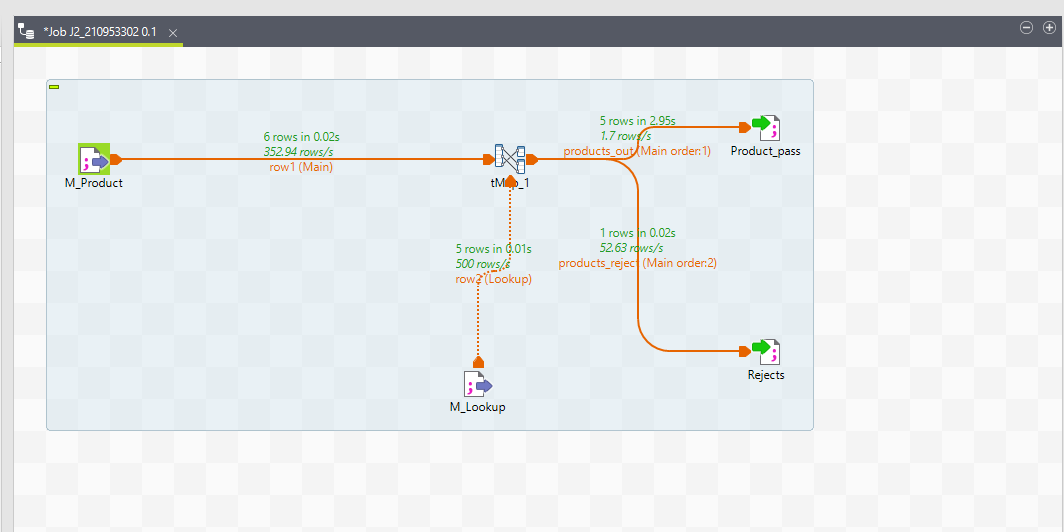 *Job J2_210953302 0.1
6 rows in 0.02s
352.94 rows/s
row1 (Main)
M_Product
tMap_1
5 rows in 2.95s
1.7 rows/s
products_out (Main order:1)
Product_pass
5 rows in 0.01s
500 rows/s
row2 (Lookup)
1 rows in 0.02s
52.63 rows/s
products_reject (Main order:2)
Rejects
M_Lookup